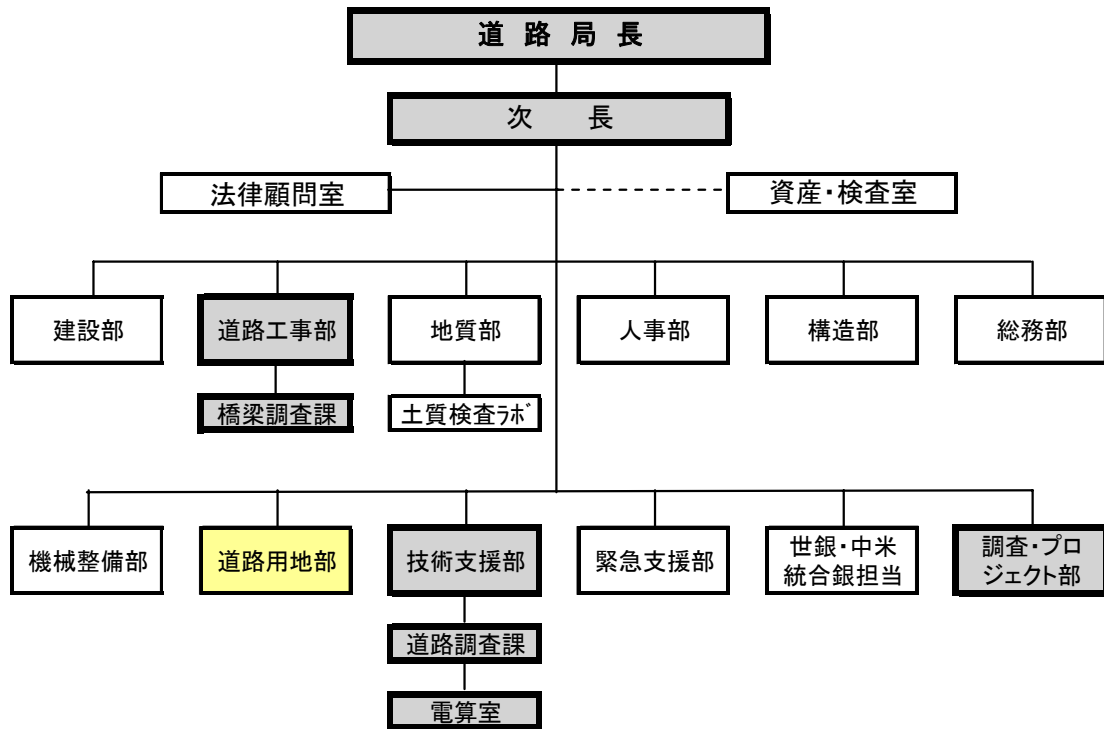 道路局長
次長
法律顧問室
資産・検査室
建設部
道路工事部
地質部
人事部
構造部
総務部
橋梁調査課
土質検査ﾗﾎﾞ
機械整備部
道路用地部
技術支援部
緊急支援部
世銀・中米
統合銀担当
調査・プロ
ジェクト部
道路調査課
電算室